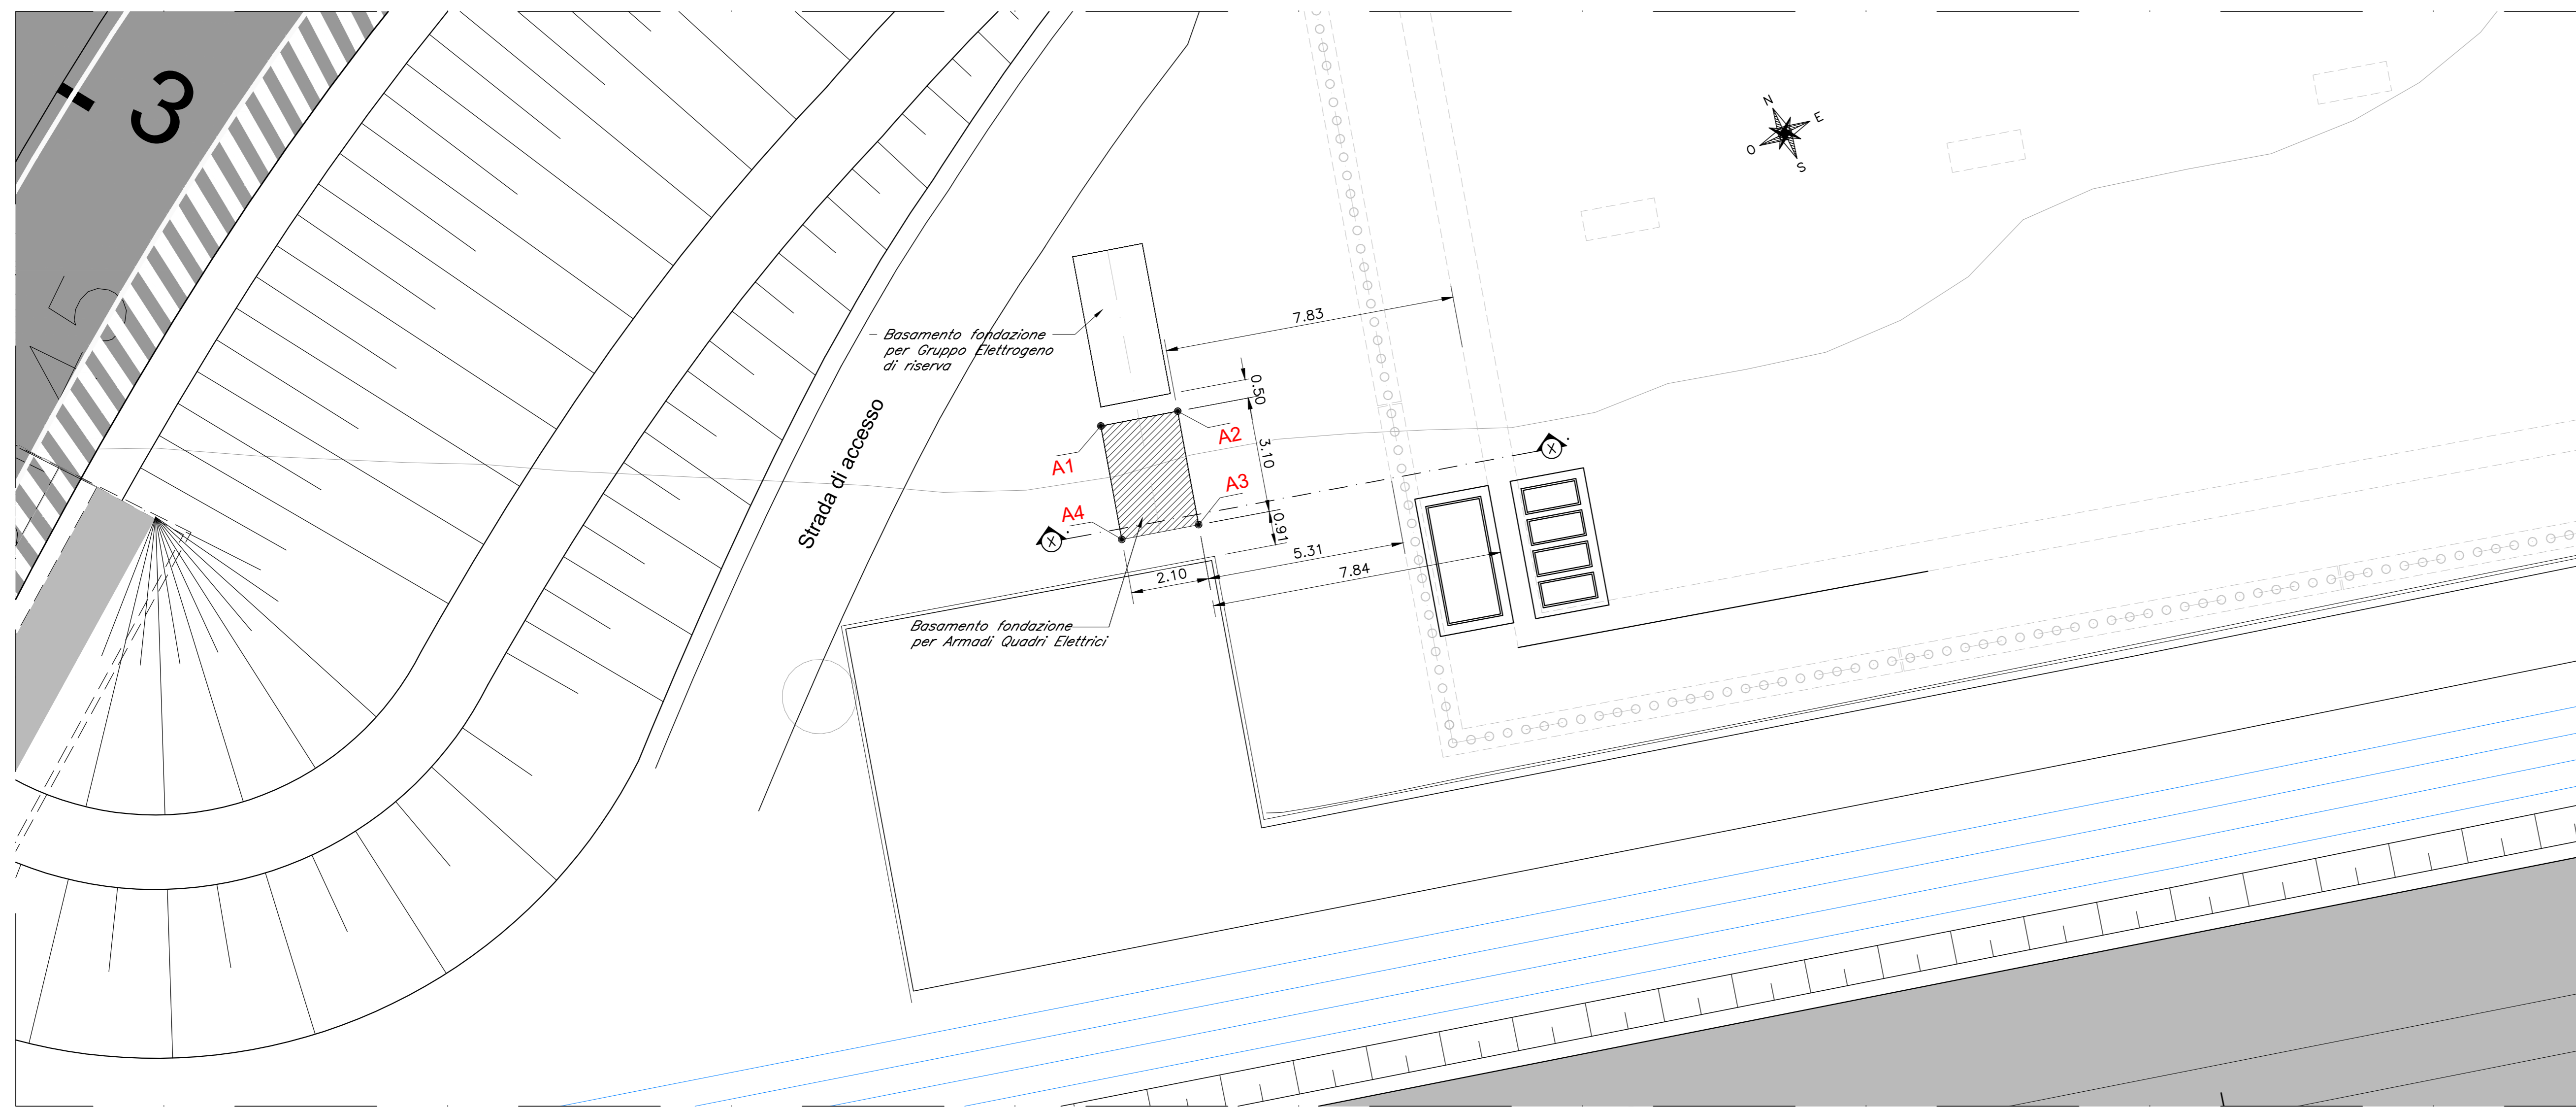 3
A5
N
E
O
S
7.83
Basamento fondazione
per Gruppo Elettrogeno
di riserva
0.50
Strada di accesso
A2
A1
3.10
X
A3
A4
X
0.91
5.31
2.10
7.84
Basamento fondazione
per Armadi Quadri Elettrici